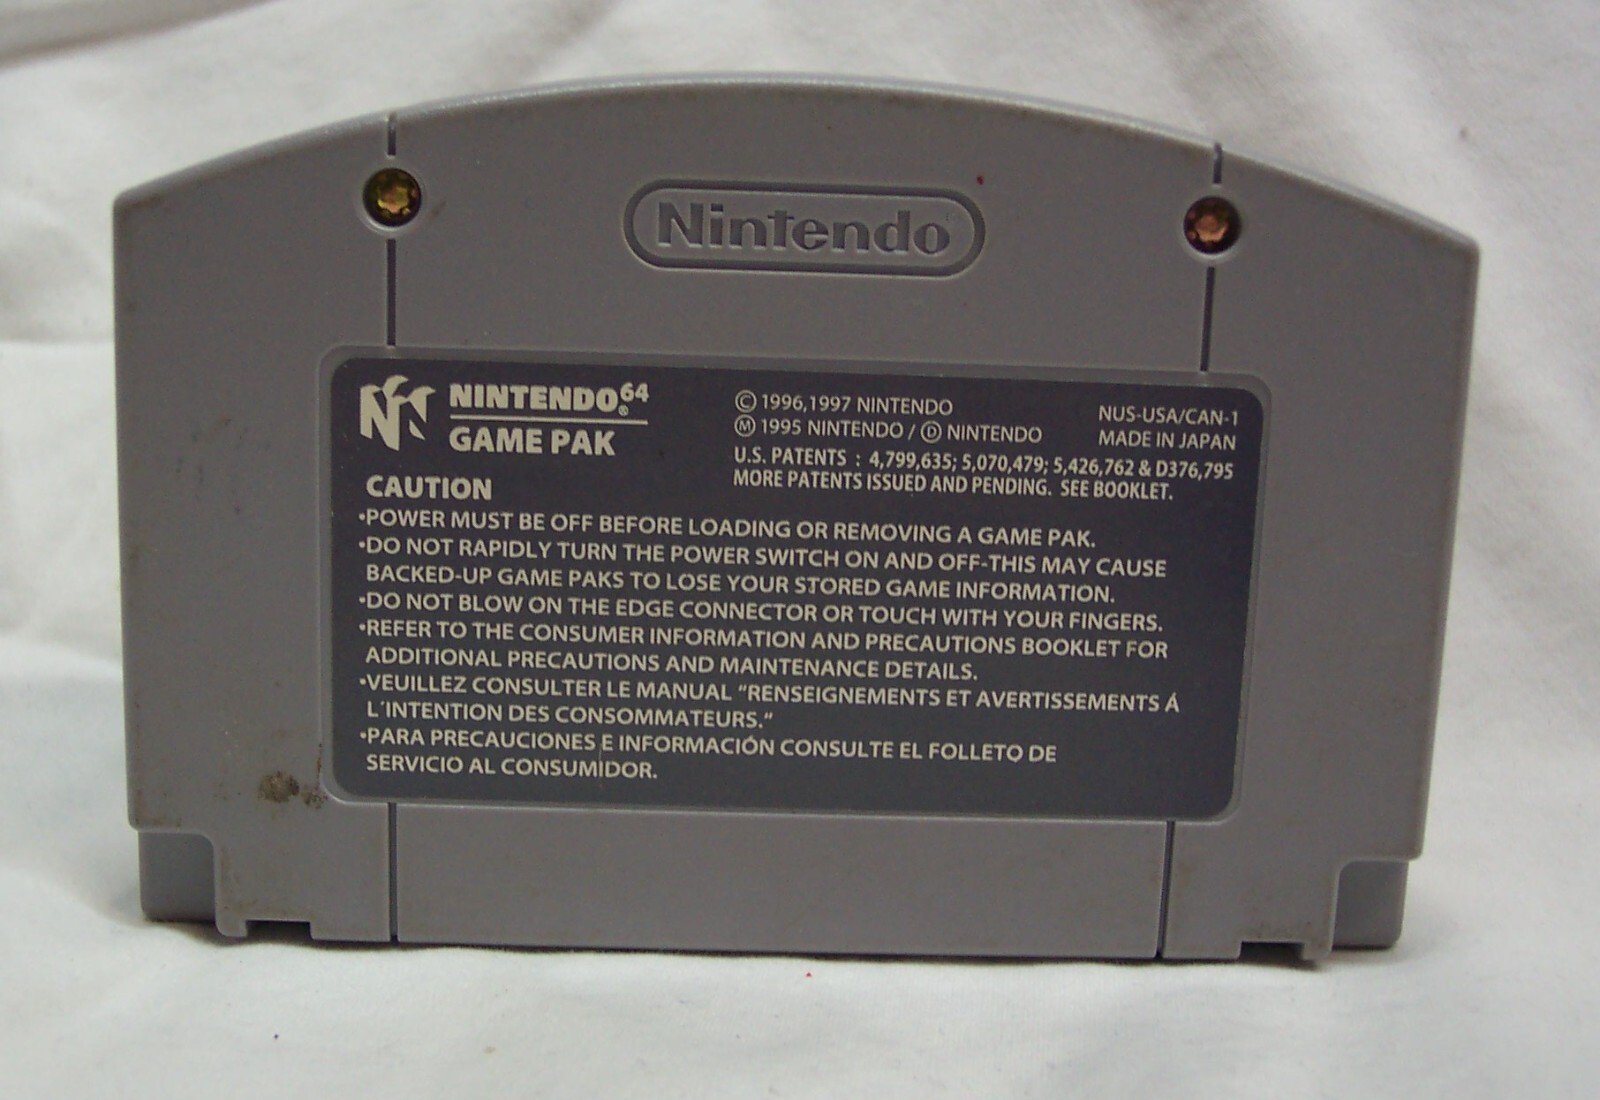 Nintendo
NINTENDO64®
GAME PAK
© 1996,1997 NINTENDO
Ⓜ 1995 NINTENDO / Ⓓ NINTENDO
NUS-USA/CAN-1
MADE IN JAPAN
U.S. PATENTS : 4,799,635; 5,070,479; 5,426,762 & D376,795
MORE PATENTS ISSUED AND PENDING. SEE BOOKLET.
CAUTION
•POWER MUST BE OFF BEFORE LOADING OR REMOVING A GAME PAK.
•DO NOT RAPIDLY TURN THE POWER SWITCH ON AND OFF-THIS MAY CAUSE
BACKED-UP GAME PAKS TO LOSE YOUR STORED GAME INFORMATION.
•DO NOT BLOW ON THE EDGE CONNECTOR OR TOUCH WITH YOUR FINGERS.
•REFER TO THE CONSUMER INFORMATION AND PRECAUTIONS BOOKLET FOR
ADDITIONAL PRECAUTIONS AND MAINTENANCE DETAILS.
•VEUILLEZ CONSULTER LE MANUAL "RENSEIGNEMENTS ET AVERTISSEMENTS Á
L'INTENTION DES CONSOMMATEURS."
•PARA PRECAUCIONES E INFORMACIÓN CONSULTE EL FOLLETO DE
SERVICIO AL CONSUMIDOR.